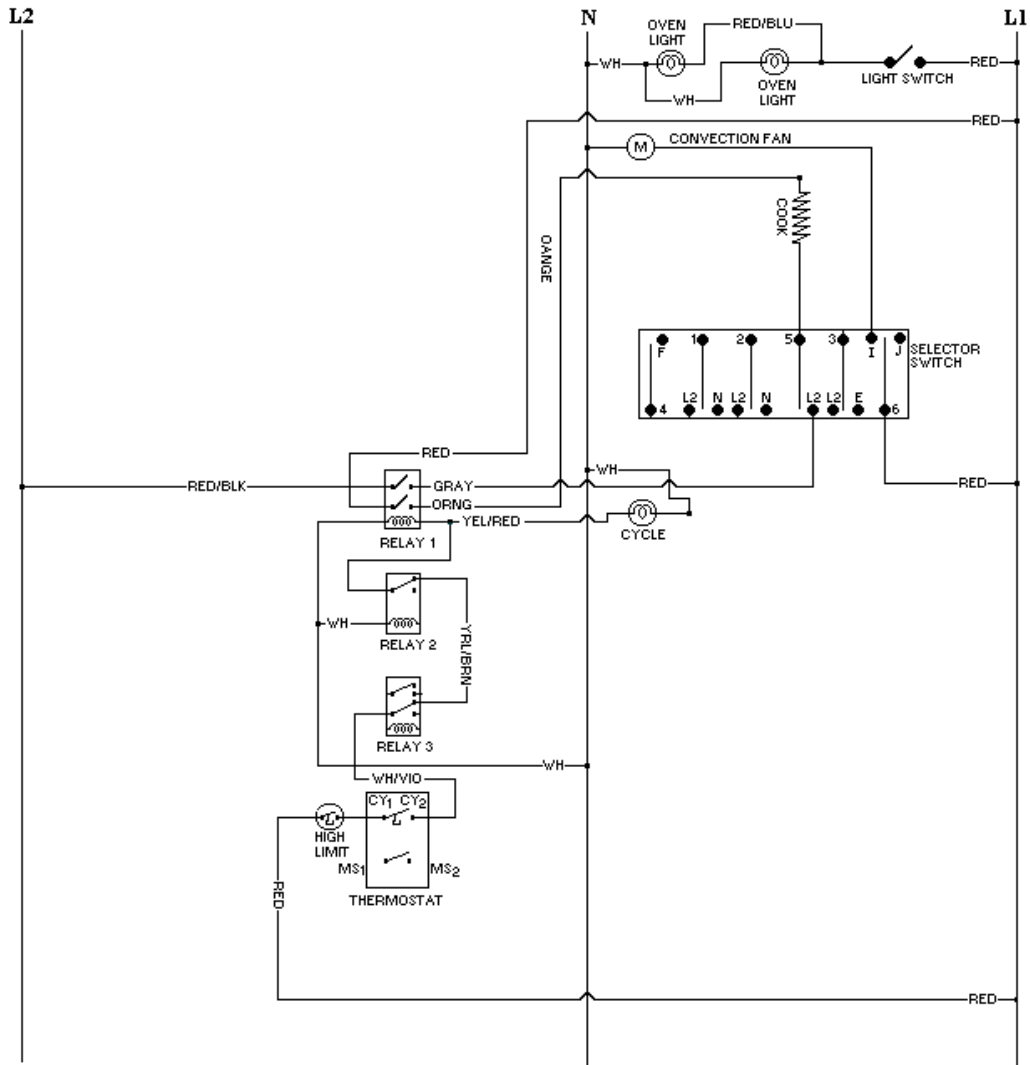 L2
N
L1
OVEN
LIGHT
RED/BLU
WH
RED
WH
OVEN
LIGHT
LIGHT SWITCH
RED
M
CONVECTION FAN
OANGE
COOK
F
1
2
5
3
I
J
SELECTOR
SWITCH
4
L2
N
L2
N
L2
L2
E
6
RED
WH
RED/BLK
GRAY
RED
ORNG
YEL/RED
CYCLE
RELAY 1
WH
RELAY 2
YRL/BRN
RELAY 3
WH
WH/VIO
CY1 CY2
HIGH
LIMIT
MS1
MS2
RED
THERMOSTAT
RED